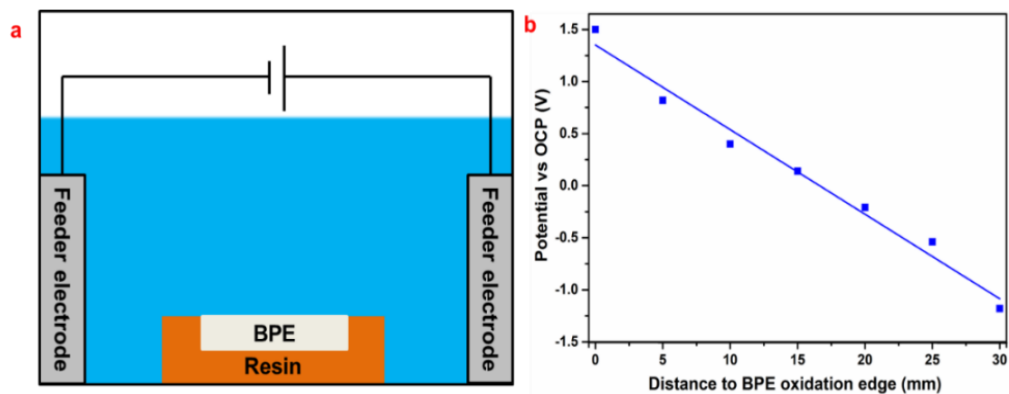 a
Feeder electrode
Feeder electrode
BPE
Resin
b
Potential vs OCP (V)
1.5
1.0
0.5
0.0
-0.5
-1.0
-1.5
0
5
10
15
20
25
30
Distance to BPE oxidation edge (mm)